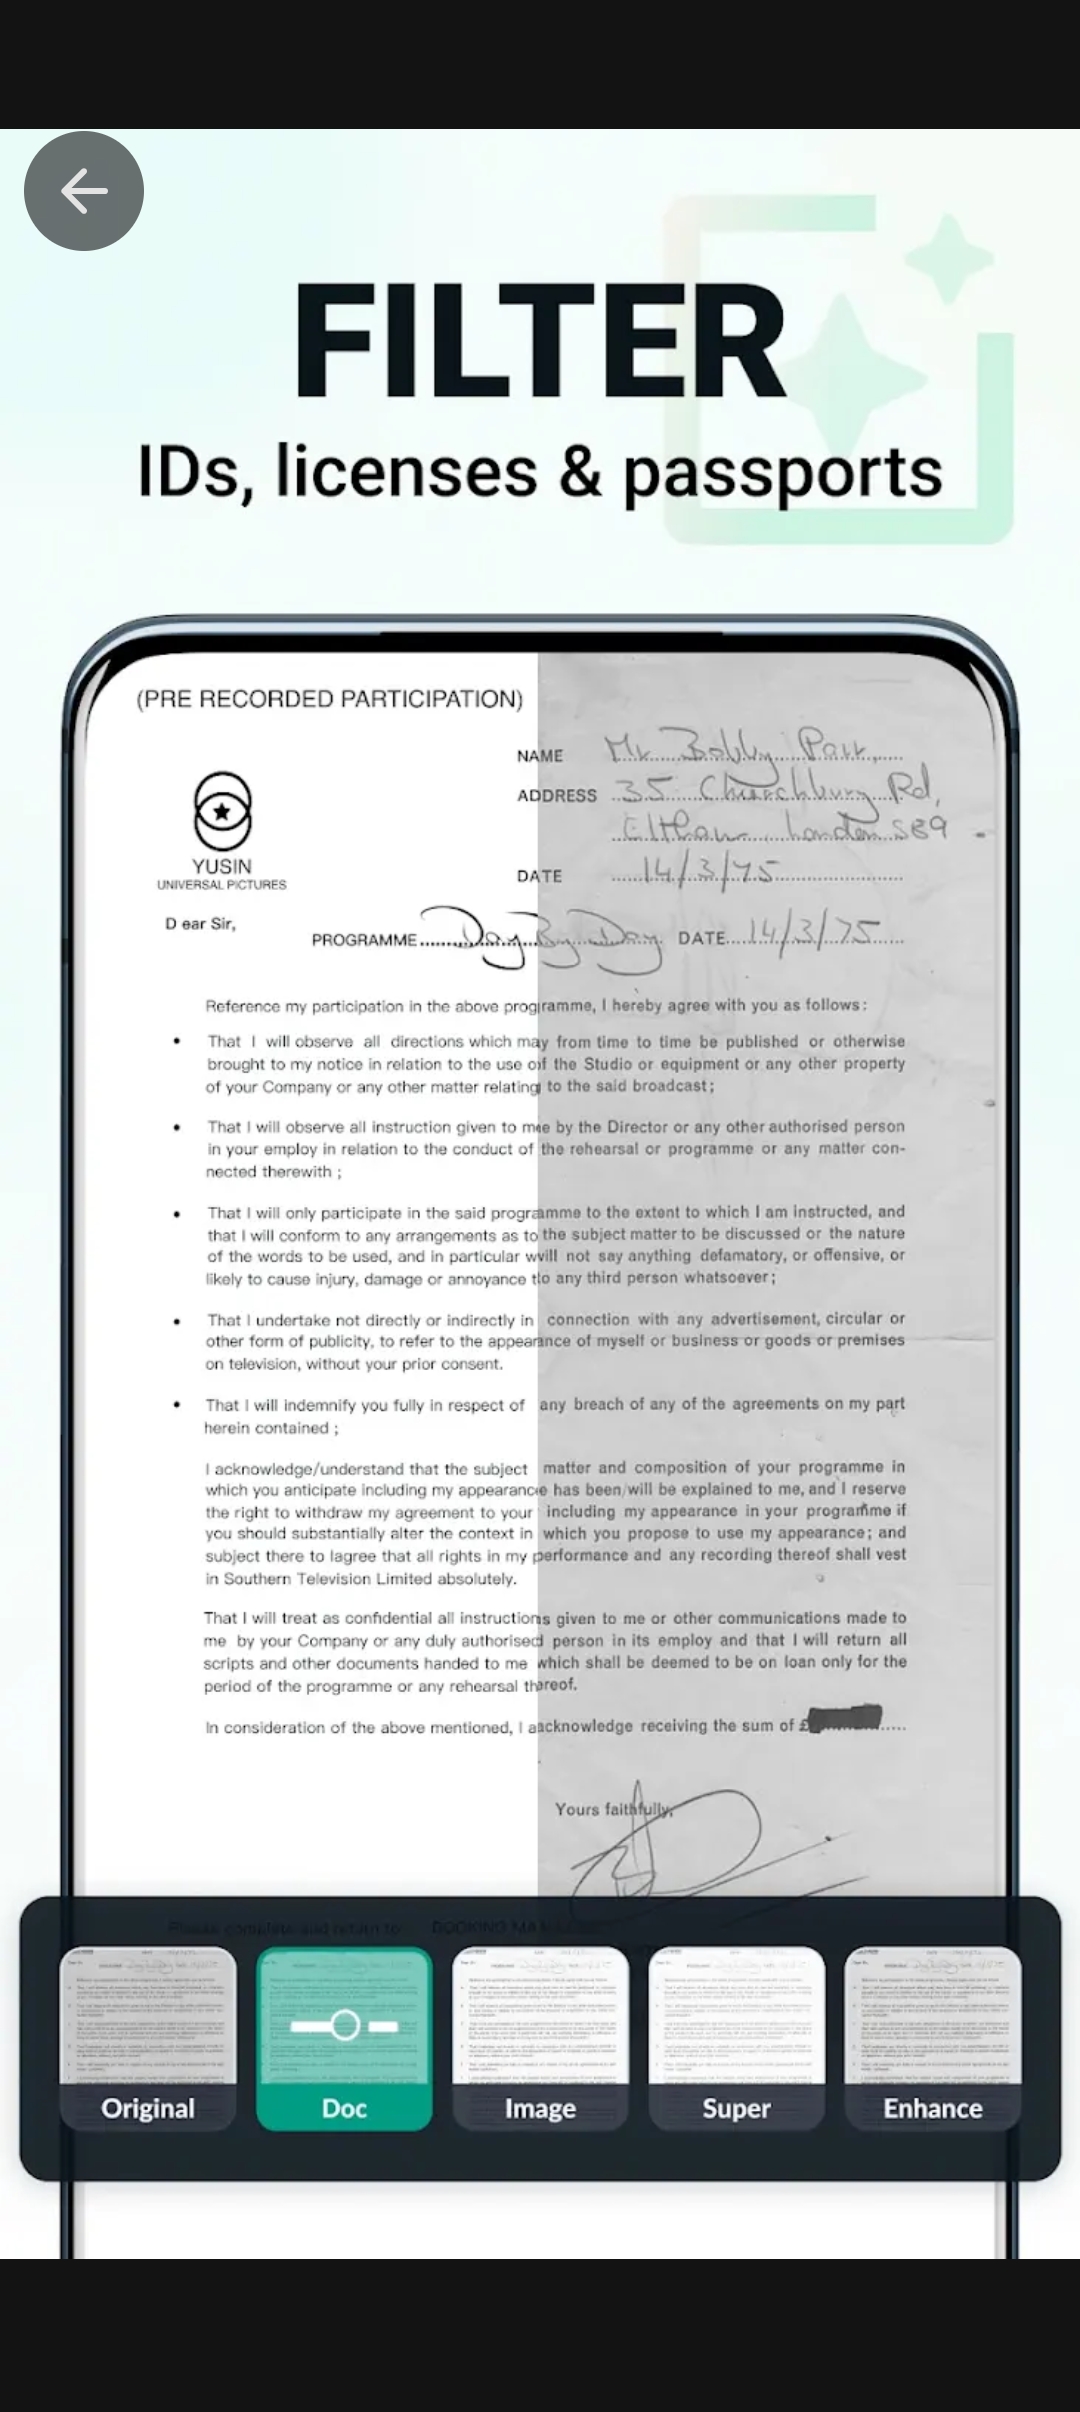 FILTER
IDs, licenses & passports
(PRE RECORDED PARTICIPATION)
NAME Mr Bobby Parr
ADDRESS 35 Churchbury Rd,
Eltham, London SE9
DATE 14/3/75
YUSIN
UNIVERSAL PICTURES
D ear Sir,
PROGRAMME Day By Day DATE 14/3/75
Reference my participation in the above programme, I hereby agree with you as follows:
• That I will observe all directions which may from time to time be published or otherwise
brought to my notice in relation to the use of the Studio or equipment or any other property
of your Company or any other matter relating to the said broadcast;
• That I will observe all instruction given to me by the Director or any other authorised person
in your employ in relation to the conduct of the rehearsal or programme or any matter con-
nected therewith ;
• That I will only participate in the said programme to the extent to which I am instructed, and
that I will conform to any arrangements as to the subject matter to be discussed or the nature
of the words to be used, and in particular will not say anything defamatory, or offensive, or
likely to cause injury, damage or annoyance to any third person whatsoever;
• That I undertake not directly or indirectly in connection with any advertisement, circular or
other form of publicity, to refer to the appearance of myself or business or goods or premises
on television, without your prior consent.
• That I will indemnify you fully in respect of any breach of any of the agreements on my part
herein contained ;
I acknowledge/understand that the subject matter and composition of your programme in
which you anticipate including my appearance has been/will be explained to me, and I reserve
the right to withdraw my agreement to your including my appearance in your programme if
you should substantially alter the context in which you propose to use my appearance; and
subject there to Iagree that all rights in my performance and any recording thereof shall vest
in Southern Television Limited absolutely.
That I will treat as confidential all instructions given to me or other communications made to
me by your Company or any duly authorised person in its employ and that I will return all
scripts and other documents handed to me which shall be deemed to be on loan only for the
period of the programme or any rehearsal thereof.
In consideration of the above mentioned, I acknowledge receiving the sum of £
Yours faithfully,
Please complete and return to BOOKING
Original
Doc
Image
Super
Enhance